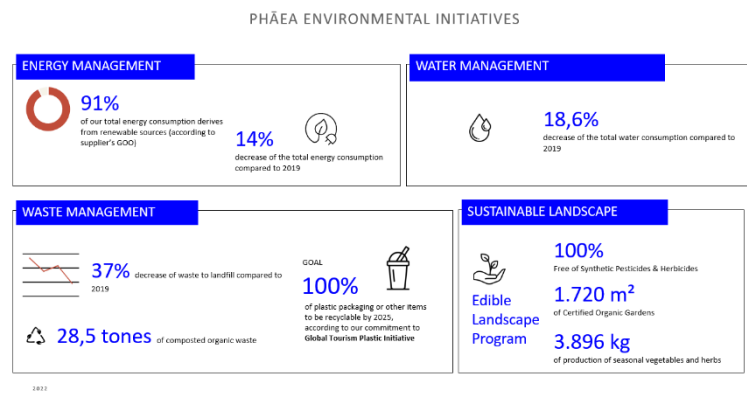 PHĀEA ENVIRONMENTAL INITIATIVES
ENERGY MANAGEMENT
91%
of our total energy consumption derives
from renewable sources (according to
supplier's GOO)
14%
decrease of the total energy consumption
compared to 2019
WATER MANAGEMENT
18,6%
decrease of the total water consumption compared to
2019
WASTE MANAGEMENT
37% decrease of waste to landfill compared to
2019
28,5 tones of composted organic waste
GOAL
100%
of plastic packaging or other items
to be recyclable by 2025,
according to our commitment to
Global Tourism Plastic Initiative
SUSTAINABLE LANDSCAPE
Edible
Landscape
Program
100%
Free of Synthetic Pesticides & Herbicides
1.720 m²
of Certified Organic Gardens
3.896 kg
of production of seasonal vegetables and herbs
2022